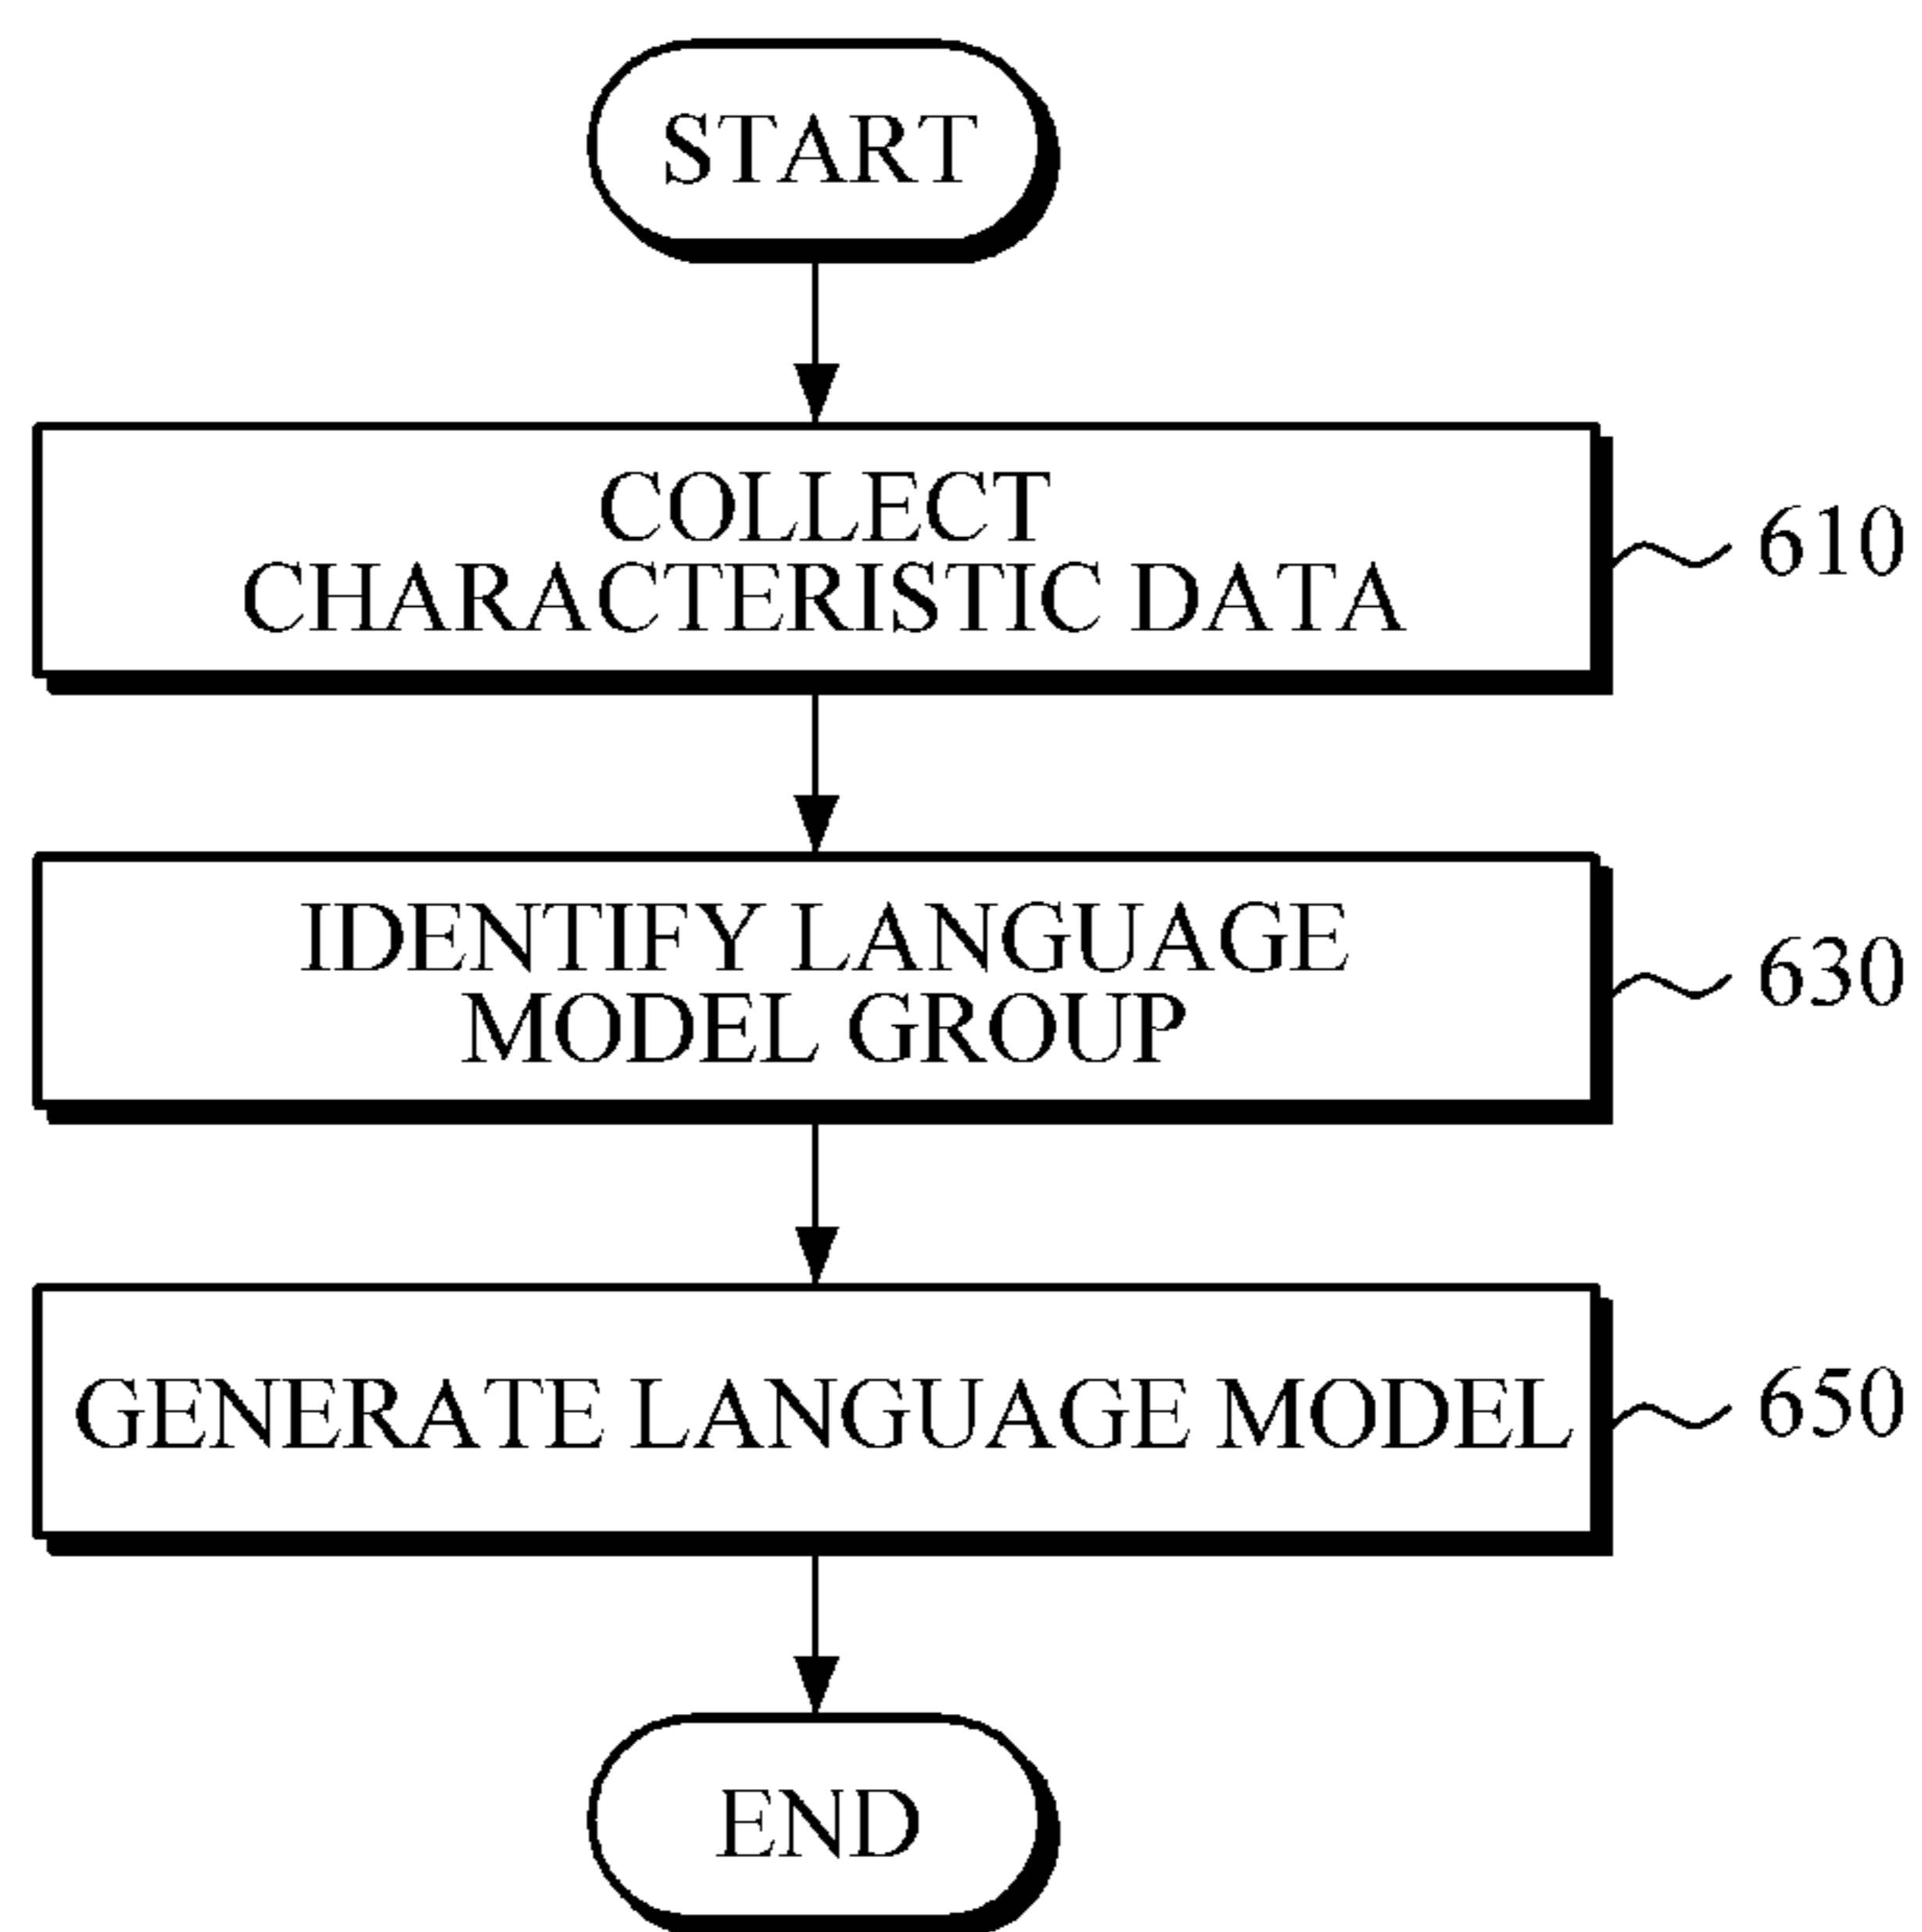 START
COLLECT
CHARACTERISTIC DATA
610
IDENTIFY LANGUAGE
MODEL GROUP
630
GENERATE LANGUAGE MODEL
650
END